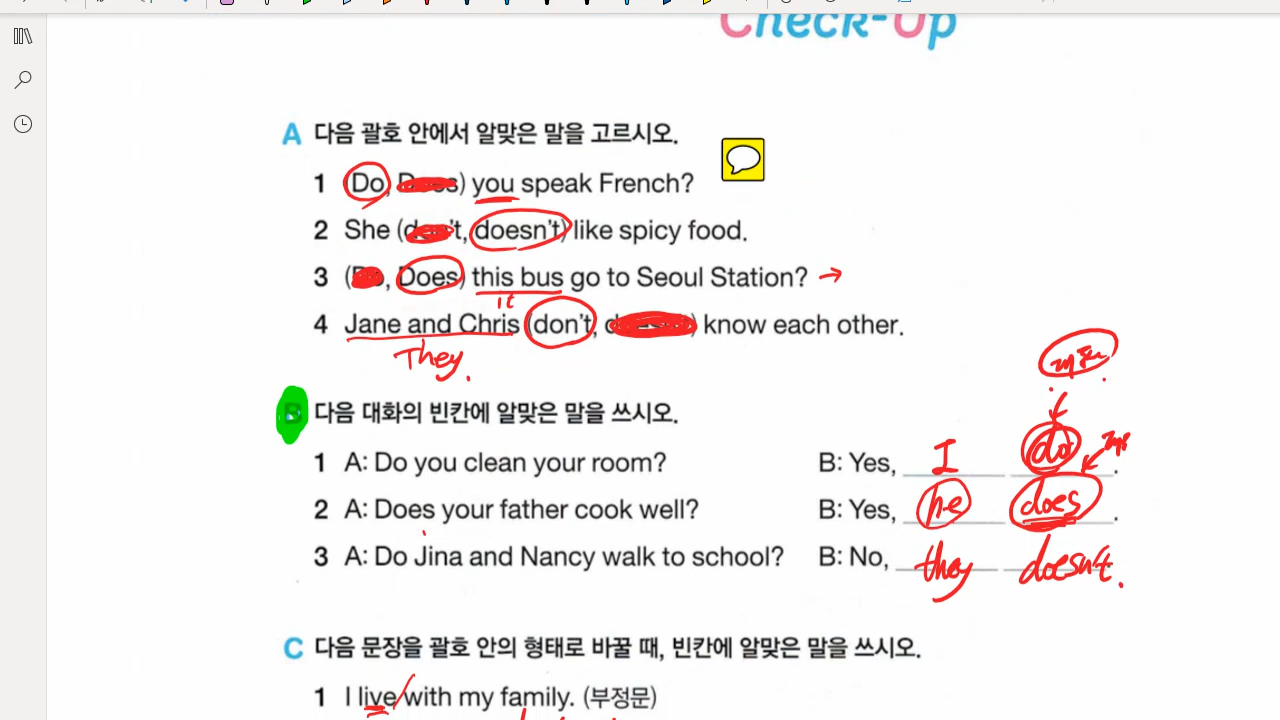 Check-Up
A 다음 괄호 안에서 알맞은 말을 고르시오.
1 (Do, Does) you speak French?
2 She (don't, doesn't) like spicy food.
3 (Do, Does) this bus go to Seoul Station? →
it
4 Jane and Chris (don't, doesn't) know each other.
They.
B 다음 대화의 빈칸에 알맞은 말을 쓰시오.
1 A: Do you clean your room? B: Yes, I do.
2 A: Does your father cook well? B: Yes, he does.
3 A: Do Jina and Nancy walk to school? B: No, they doesn't.
C 다음 문장을 괄호 안의 형태로 바꿀 때, 빈칸에 알맞은 말을 쓰시오.
1 I live / with my family. (부정문)